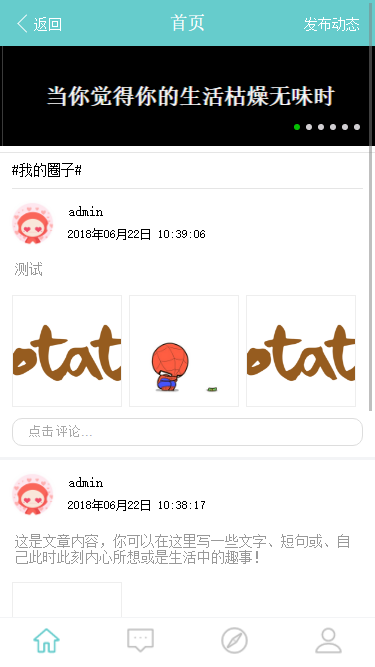 返回
首页
发布动态
当你觉得你的生活枯燥无味时
#我的圈子#
admin
2018年06月22日 10:39:06
测试
otat
otat
点击评论...
admin
2018年06月22日 10:38:17
这是文章内容，你可以在这里写一些文字、短句或、自
己此时此刻内心所想或是生活中的趣事！